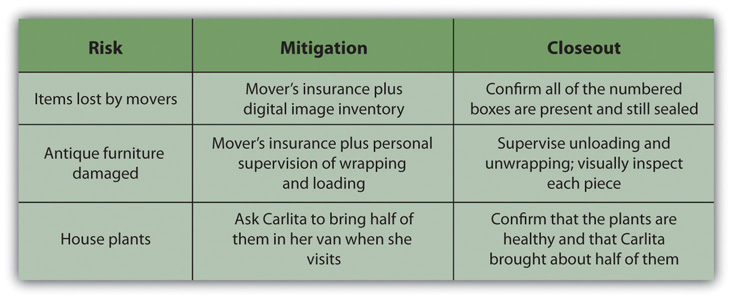 Risk
Mitigation
Closeout
Items lost by movers
Mover’s insurance plus
digital image inventory
Confirm all of the numbered
boxes are present and still sealed
Antique furniture
damaged
Mover’s insurance plus personal
supervision of wrapping
and loading
Supervise unloading and
unwrapping; visually inspect
each piece
House plants
Ask Carlita to bring half of
them in her van when she
visits
Confirm that the plants are
healthy and that Carlita
brought about half of them